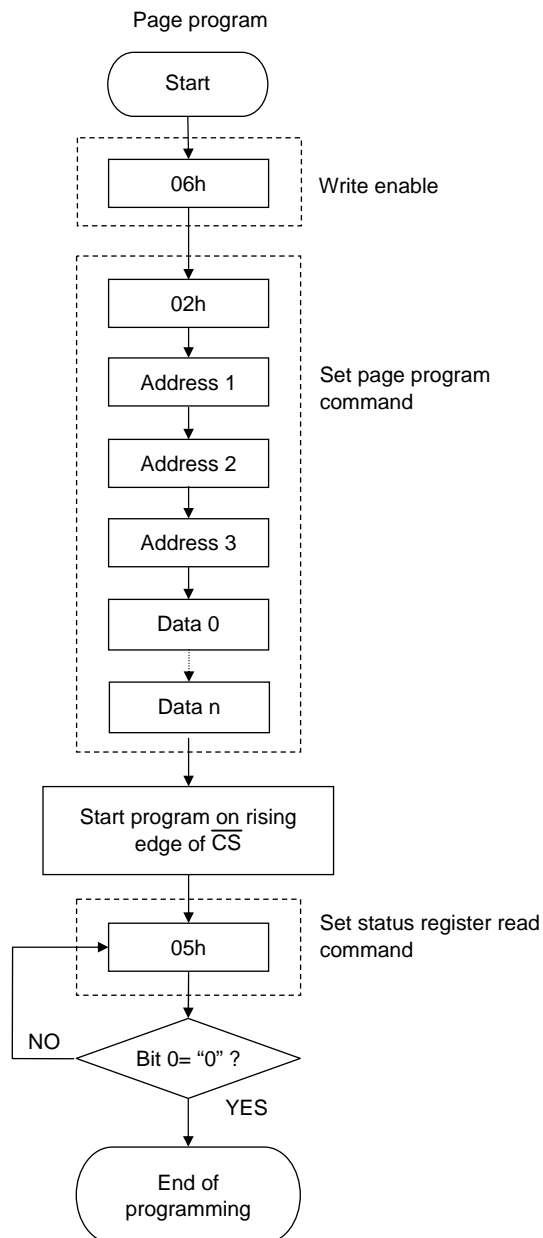 Page program
Start
06h
Write enable
02h
Address 1
Set page program
command
Address 2
Address 3
Data 0
Data n
Start program on rising
edge of CS
Set status register read
command
05h
NO
Bit 0= “0” ?
YES
End of
programming